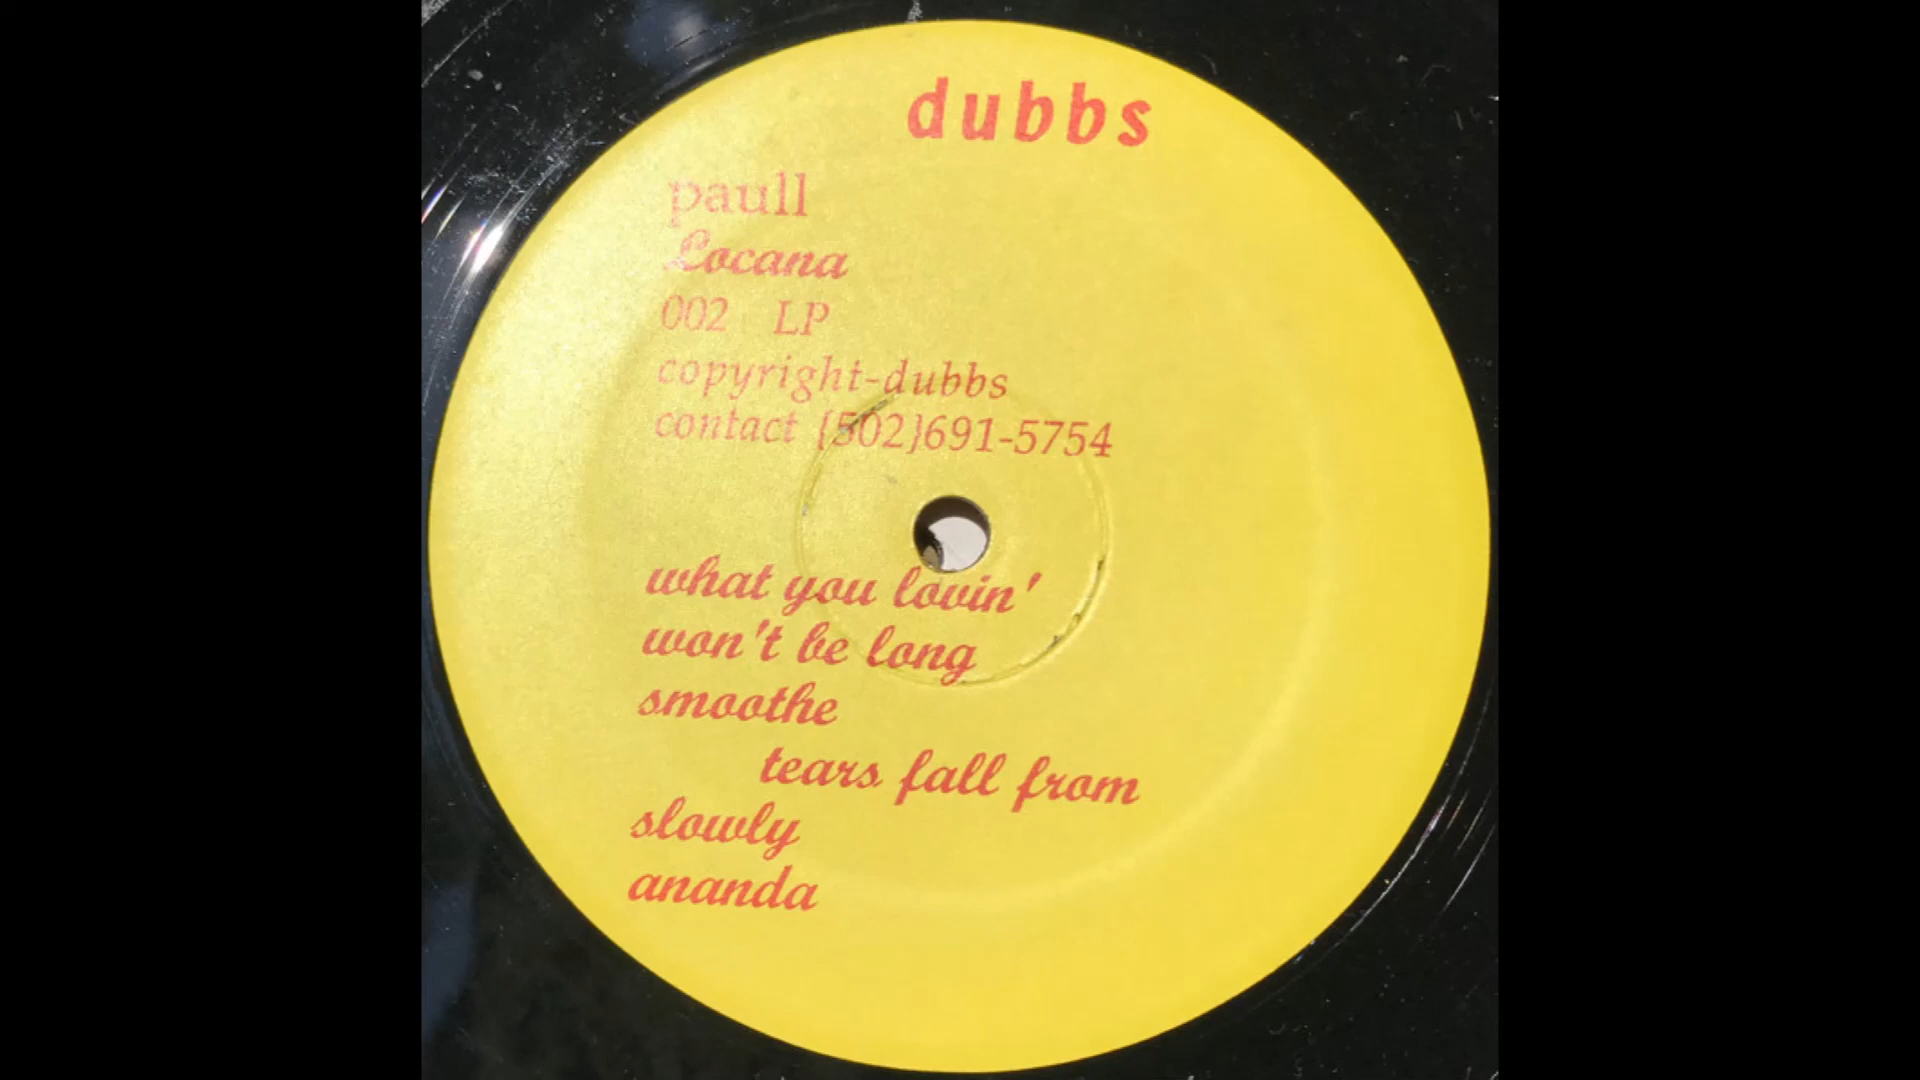 dubbs
paull
Locana
002 LP
copyright-dubbs
contact {502}691-5754
what you lovin'
won't be long
smoothe
tears fall from
slowly
ananda